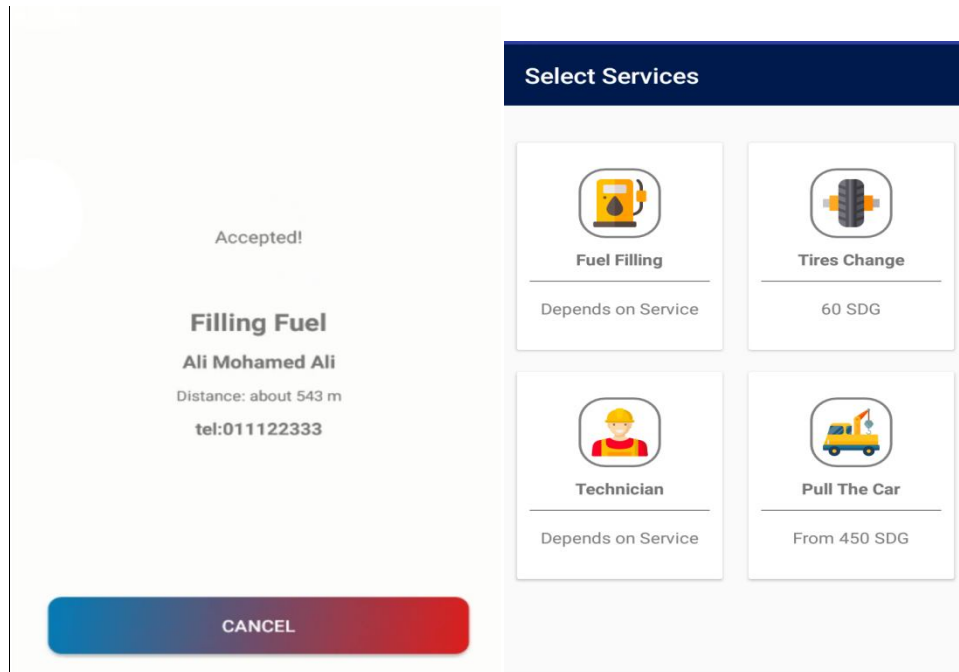 Accepted!
Filling Fuel
Ali Mohamed Ali
Distance: about 543 m
tel:011122333
CANCEL
Select Services
Fuel Filling
Depends on Service
Tires Change
60 SDG
Technician
Depends on Service
Pull The Car
From 450 SDG